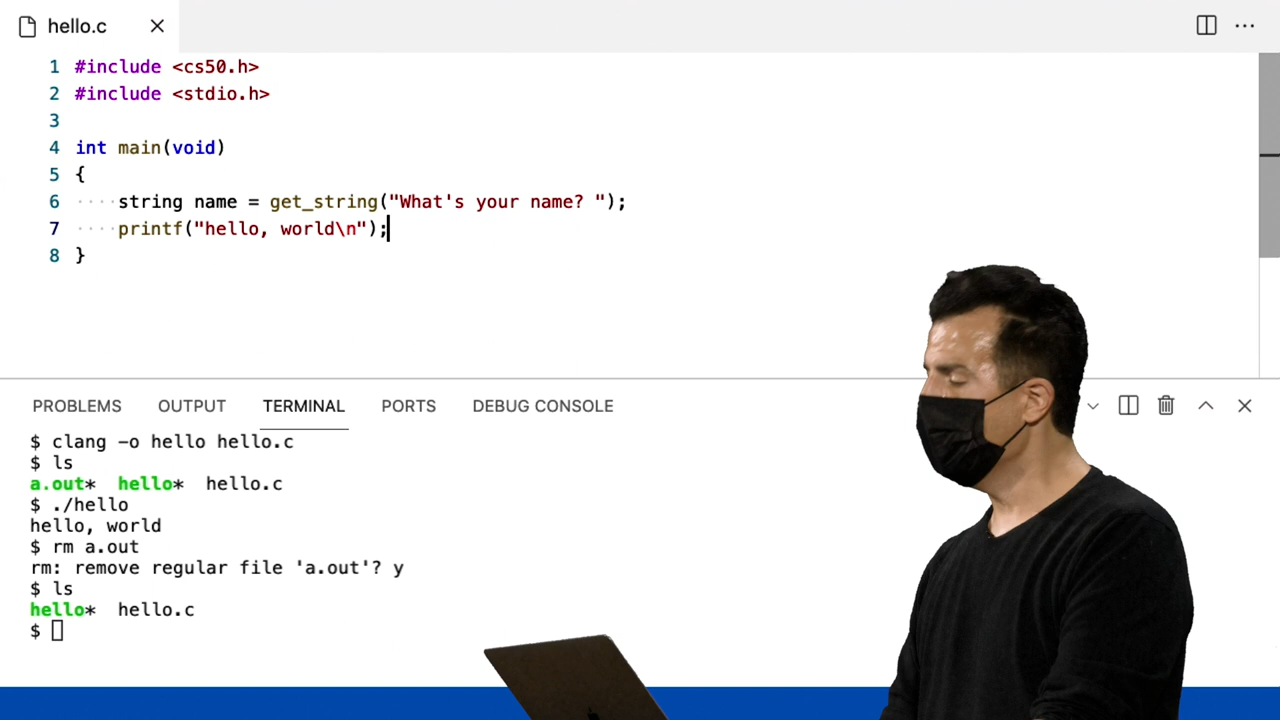 hello.c
1 #include <cs50.h>
2 #include <stdio.h>
3
4 int main(void)
5 {
6 ····string name = get_string("What's your name? ");
7 ····printf("hello, world\n");
8 }
PROBLEMS OUTPUT TERMINAL PORTS DEBUG CONSOLE
$ clang -o hello hello.c
$ ls
a.out* hello* hello.c
$ ./hello
hello, world
$ rm a.out
rm: remove regular file 'a.out'? y
$ ls
hello* hello.c
$